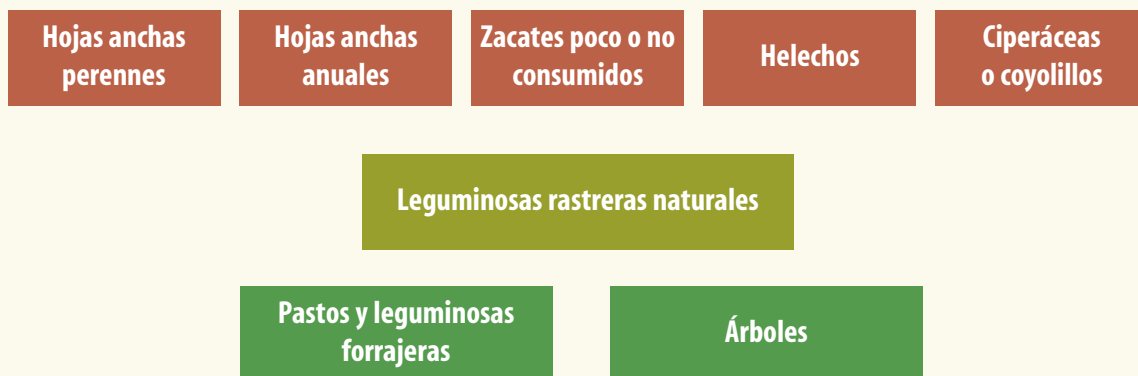 Hojas anchas
perennes
Hojas anchas
anuales
Zacates poco o no
consumidos
Helechos
Ciperáceas
o coyolillos
Leguminosas rastreras naturales
Pastos y leguminosas
forrajeras
Árboles